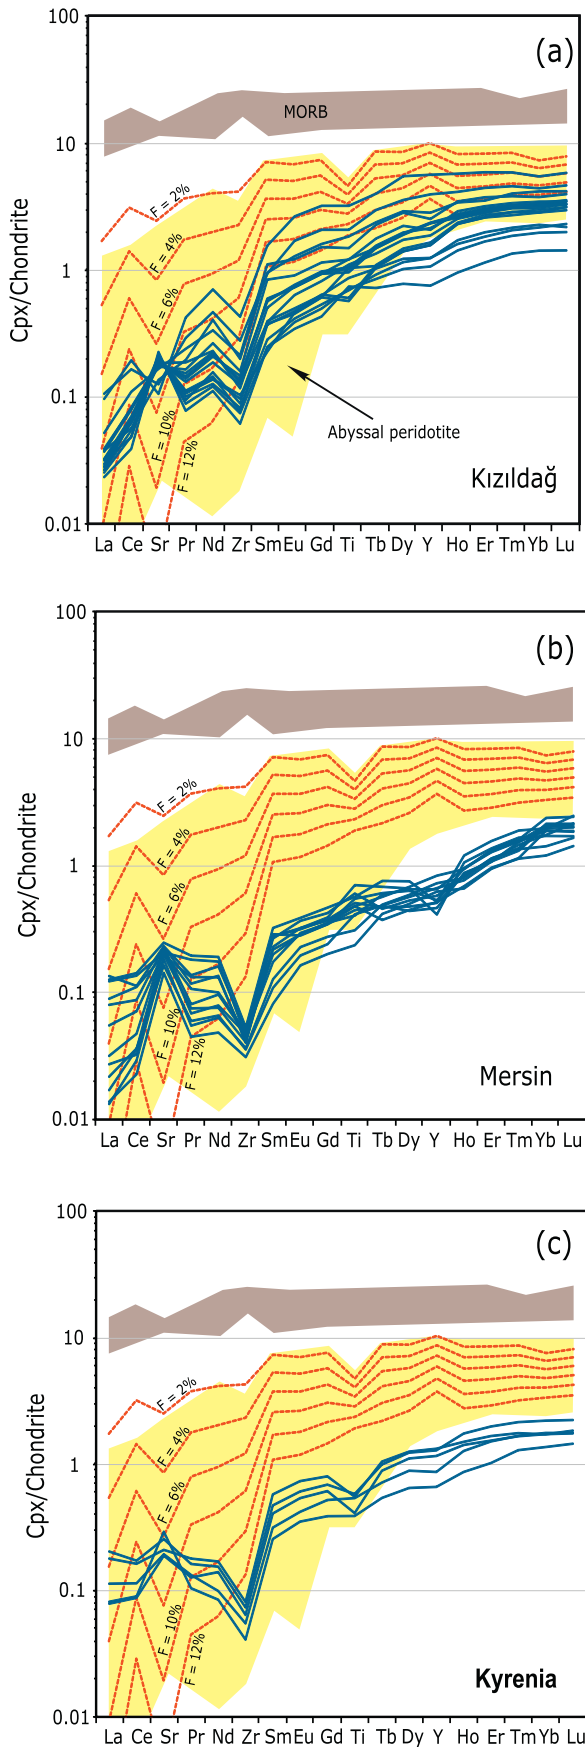 100
(a)
MORB
10
F = 2%
F = 4%
1
F = 6%
Cpx/Chondrite
0.1
F = 10%
F = 12%
Abyssal peridotite
Kızıldağ
0.01
La Ce Sr Pr Nd Zr Sm Eu Gd Ti Tb Dy Y Ho Er Tm Yb Lu
100
(b)
10
F = 2%
F = 4%
1
F = 6%
Cpx/Chondrite
0.1
F = 10%
F = 12%
Mersin
0.01
La Ce Sr Pr Nd Zr Sm Eu Gd Ti Tb Dy Y Ho Er Tm Yb Lu
100
(c)
10
F = 2%
F = 4%
1
F = 6%
Cpx/Chondrite
0.1
F = 10%
F = 12%
Kyrenia
0.01
La Ce Sr Pr Nd Zr Sm Eu Gd Ti Tb Dy Y Ho Er Tm Yb Lu